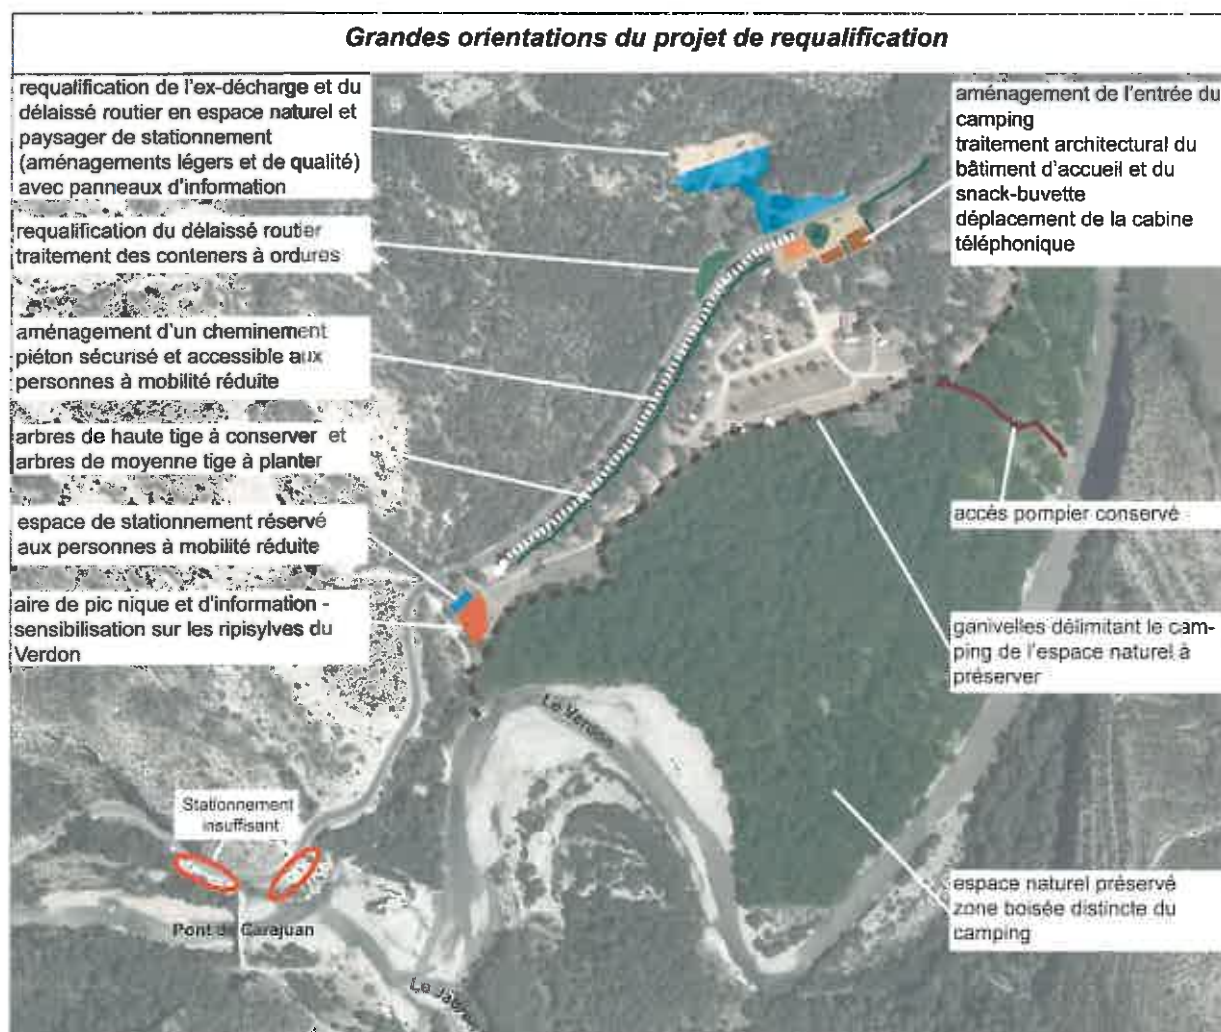 Grandes orientations du projet de requalification
requalification de l'ex-décharge et du
délaissé routier en espace naturel et
paysager de stationnement
(aménagements légers et de qualité)
avec panneaux d'information
requalification du délaissé routier
traitement des conteners à ordures
aménagement d'un cheminement
piéton sécurisé et accessible aux
personnes à mobilité réduite
arbres de haute tige à conserver et
arbres de moyenne tige à planter
espace de stationnement réservé
aux personnes à mobilité réduite
aire de pic nique et d'information -
sensibilisation sur les ripisylves du
Verdon
aménagement de l'entrée du
camping
traitement architectural du
bâtiment d'accueil et du
snack-buvette
déplacement de la cabine
téléphonique
accès pompier conservé
ganivelles délimitant le cam-
ping de l'espace naturel à
préserver
espace naturel préservé
zone boisée distincte du
camping
Le Verdon
Stationnement
insuffisant
Pont de Carajuan
Le